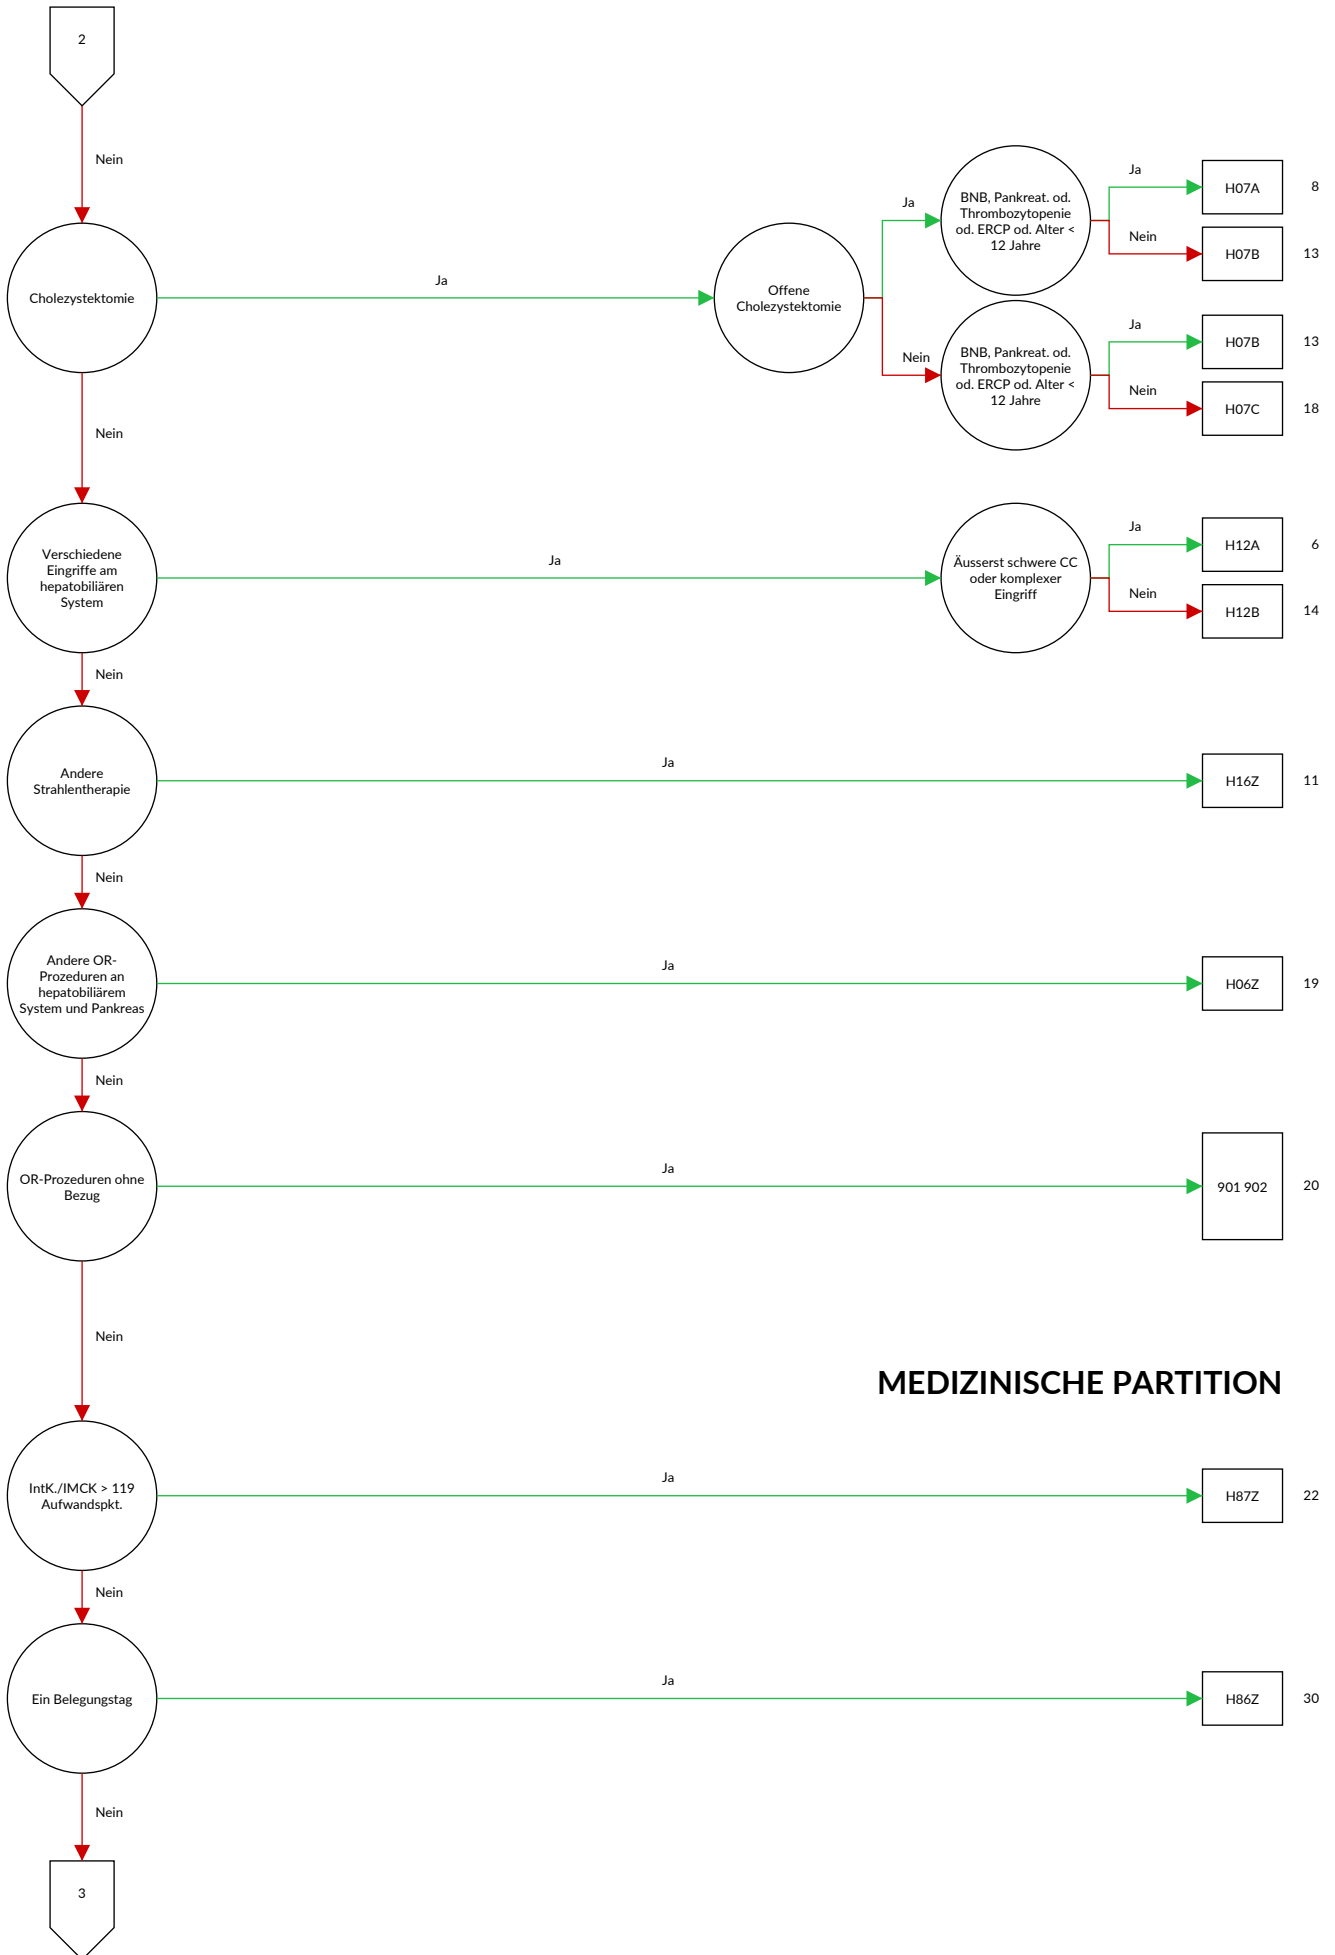 2
Nein
Cholezystektomie
Ja
Offene
Cholezystektomie
Ja
BNB, Pankreat. od.
Thrombozytopenie
od. ERCP od. Alter <
12 Jahre
Ja
H07A
8
Nein
H07B
13
Nein
BNB, Pankreat. od.
Thrombozytopenie
od. ERCP od. Alter <
12 Jahre
Ja
H07B
13
Nein
H07C
18
Nein
Verschiedene
Eingriffe am
hepatobiliären
System
Ja
Äusserst schwere CC
oder komplexer
Eingriff
Ja
H12A
6
Nein
H12B
14
Nein
Andere
Strahlentherapie
Ja
H16Z
11
Nein
Andere OR-
Prozeduren an
hepatobiliärem
System und Pankreas
Ja
H06Z
19
Nein
OR-Prozeduren ohne
Bezug
Ja
901 902
20
Nein
MEDIZINISCHE PARTITION
IntK./IMCK > 119
Aufwandspkt.
Ja
H87Z
22
Nein
Ein Belegungstag
Ja
H86Z
30
Nein
3